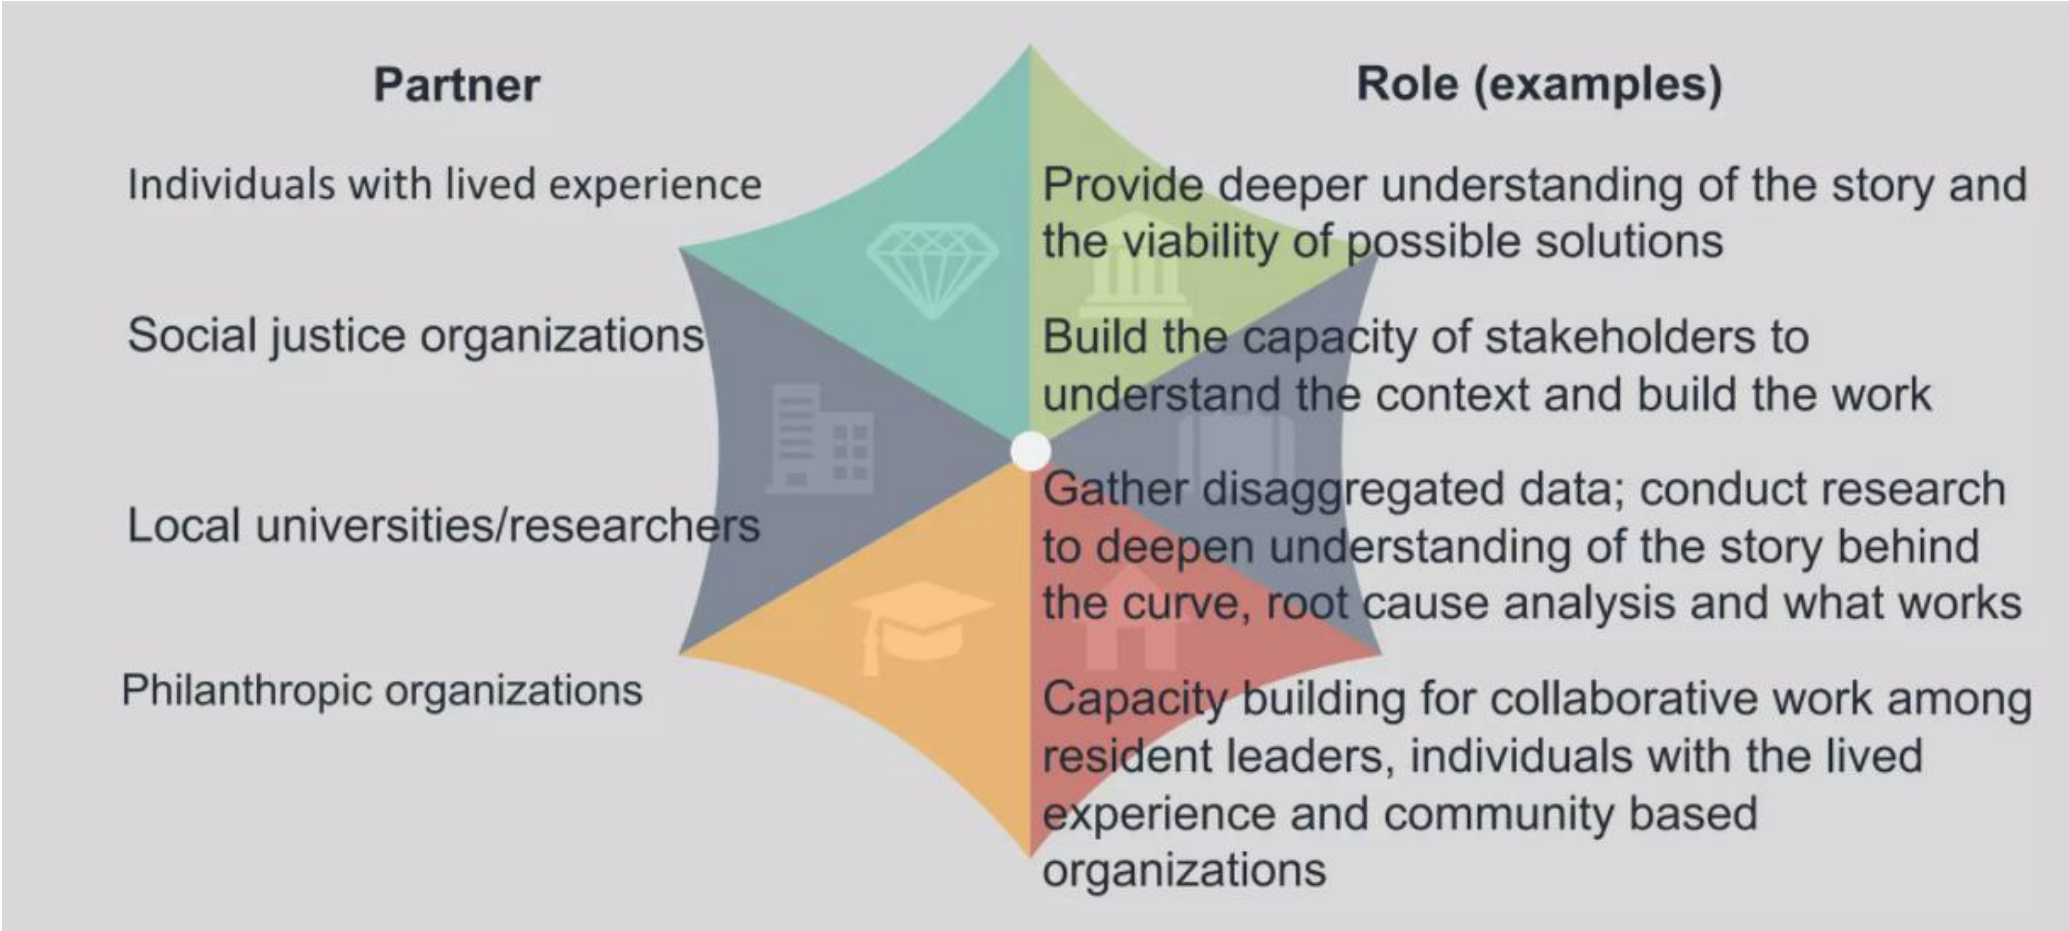 Partner
Role (examples)
Individuals with lived experience
Provide deeper understanding of the story and
the viability of possible solutions
Social justice organizations
Build the capacity of stakeholders to
understand the context and build the work
Local universities/researchers
Gather disaggregated data; conduct research
to deepen understanding of the story behind
the curve, root cause analysis and what works
Philanthropic organizations
Capacity building for collaborative work among
resident leaders, individuals with the lived
experience and community based
organizations